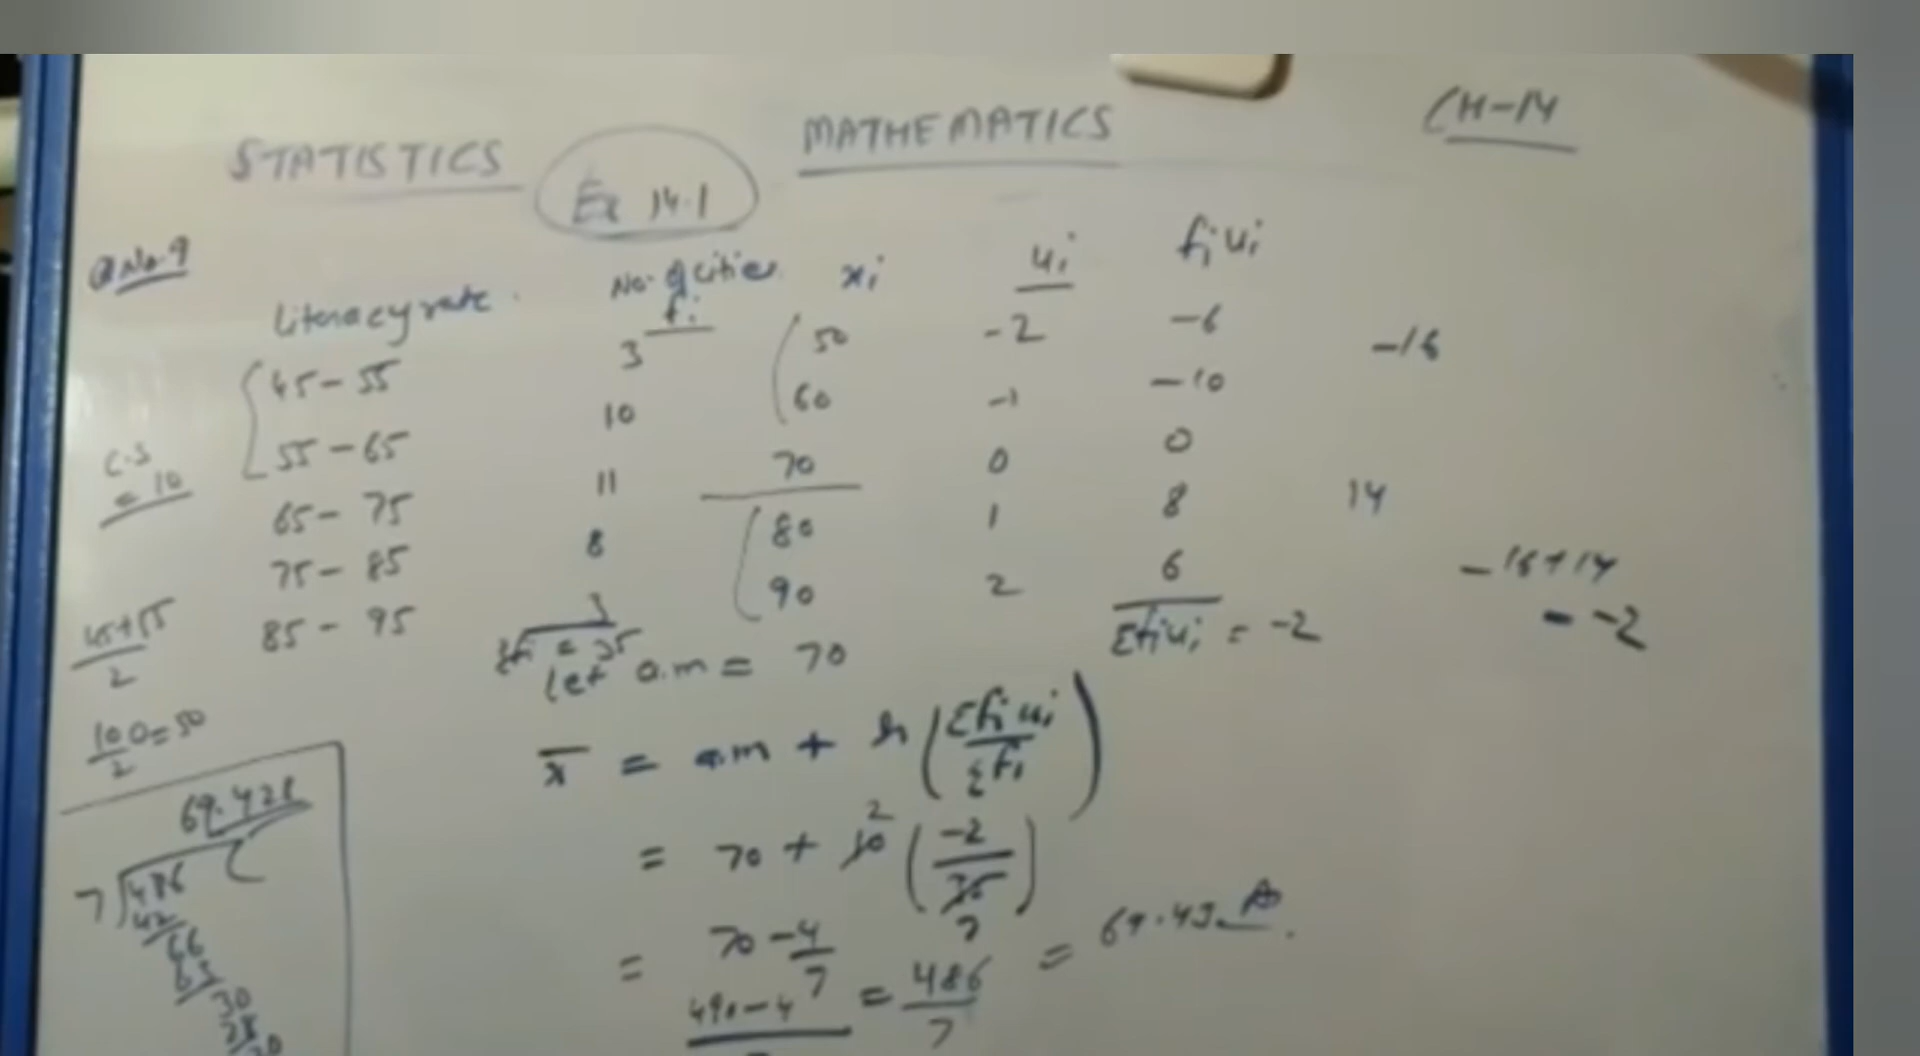 STATISTICS Ex 14.1 MATHEMATICS CH-14
Q No. 9
Literacy rate No. of cities fi xi ui fiui
45 - 55 3 50 -2 -6 -16
55 - 65 10 60 -1 -10
65 - 75 11 70 0 0
75 - 85 8 80 1 8 14
85 - 95 3 90 2 6
C.S = 10
Σfi = 35
Σfiui = -2
-16+14
= -2
45+55/2
100/2 = 50
let a.m = 70
x̄ = a.m + h (Σfiui/Σfi)
= 70 + 10 2 (-2/35 7)
= 70 - 4/7
490-4 = 486/7 = 69.43
69.428
7 486
42
66
63
30
28
20